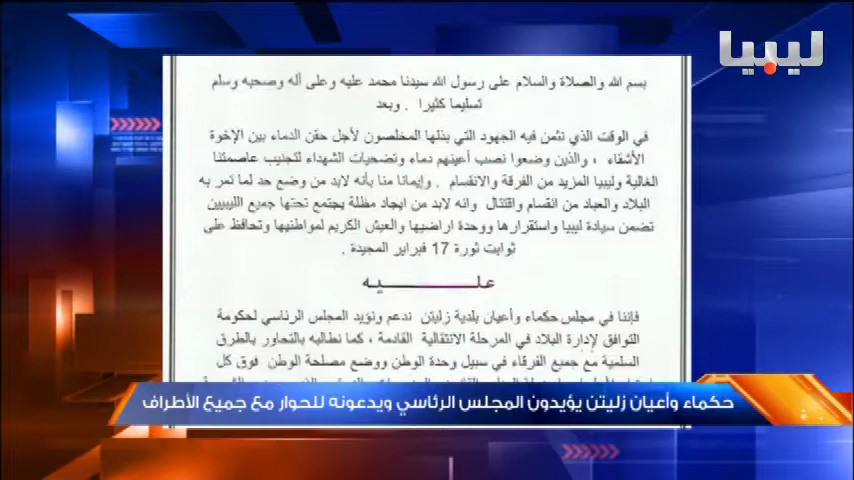 ليبيا
بسم الله والصلاة والسلام على رسول الله سيدنا محمد عليه وعلى أله وصحبه وسلم
تسليما كثيرا . وبعد
في الوقت الذي نثمن فيه الجهود التي بذلها المخلصون لأجل حقن الدماء بين الإخوة
الأشقاء ، والذين وضعوا نصب أعينهم دماء وتضحيات الشهداء لتجنيب عاصمتنا
الغالية وليبيا المزيد من الفرقة والانقسام . وإيمانا منا بأنه لابد من وضع حد لما تمر به
البلاد والعباد من انقسام واقتتال وانه لابد من ايجاد مظلة يجتمع تحتها جميع الليبيين
تضمن سيادة ليبيا واستقرارها ووحدة اراضيها والعيش الكريم لمواطنيها وتحافظ على
ثوابت ثورة 17 فبراير المجيدة .
علـــــــــيه
فإننا في مجلس حكماء وأعيان بلدية زليتن ندعم ونؤيد المجلس الرئاسي لحكومة
التوافق لإدارة البلاد في المرحلة الانتقالية القادمة ، كما نطالبه بالتحاور بالطرق
السلمية مع جميع الفرقاء في سبيل وحدة الوطن ووضع مصلحة الوطن فوق كل
حكماء وأعيان زليتن يؤيدون المجلس الرئاسي ويدعونه للحوار مع جميع الأطراف